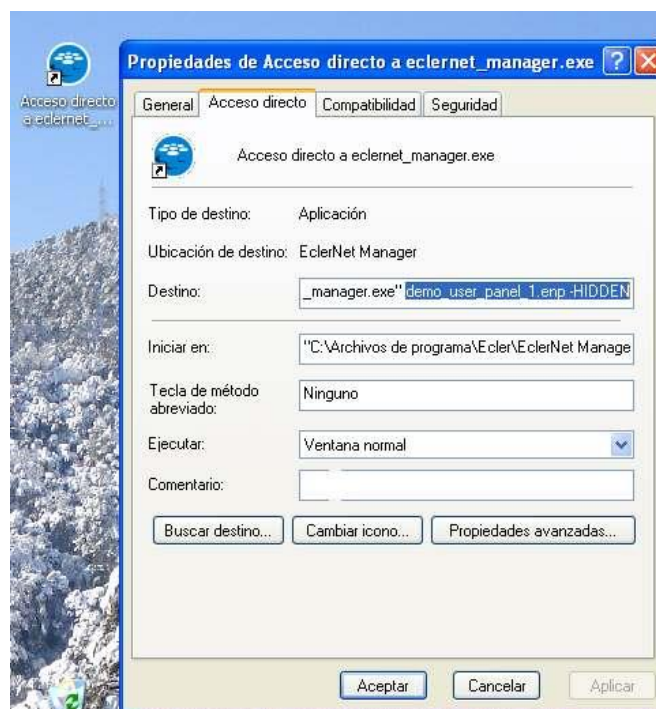 Acceso directo
a eclernet_...
Propiedades de Acceso directo a eclernet_manager.exe
General Acceso directo Compatibilidad Seguridad
Acceso directo a eclernet_manager.exe
Tipo de destino: Aplicación
Ubicación de destino: EclerNet Manager
Destino: _manager.exe" demo_user_panel_1.enp -HIDDEN
Iniciar en: "C:\Archivos de programa\Ecler\EclerNet Manage
Tecla de método
abreviado: Ninguno
Ejecutar: Ventana normal
Comentario:
Buscar destino... Cambiar icono... Propiedades avanzadas...
Aceptar Cancelar Aplicar